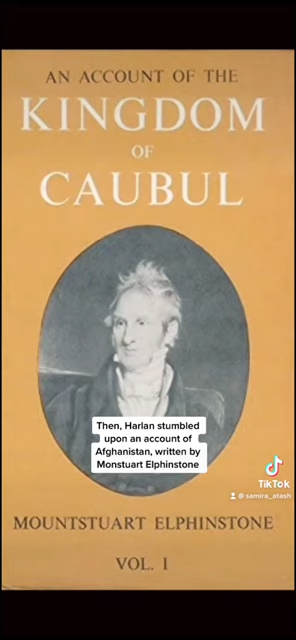 AN ACCOUNT OF THE
KINGDOM
OF
CAUBUL
Then, Harlan stumbled
upon an account of
Afghanistan, written by
Monstuart Elphinstone
TikTok
@samira_atash
MOUNTSTUART ELPHINSTONE
VOL. I